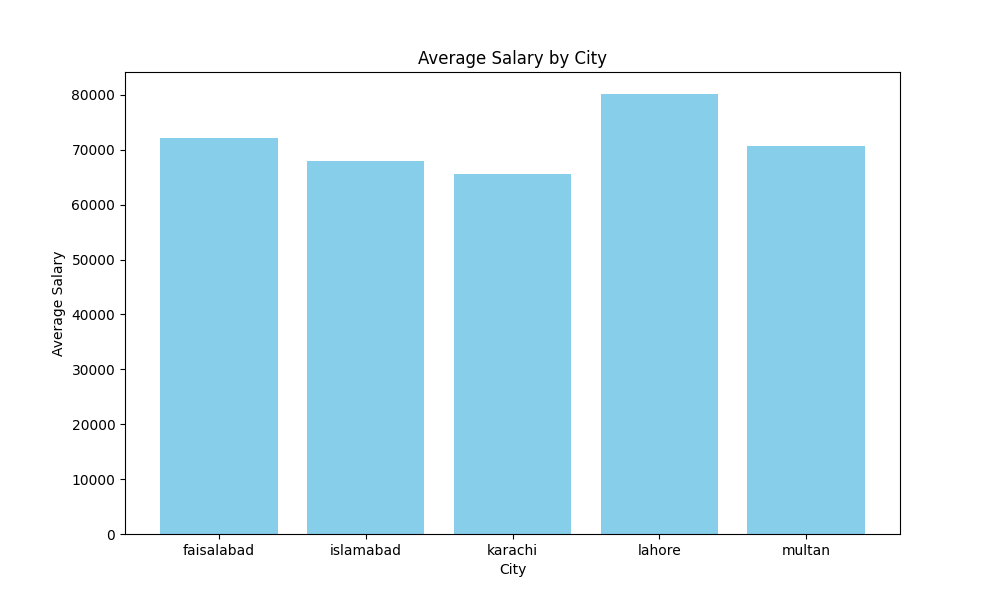 Average Salary by City
Average Salary
80000
70000
60000
50000
40000
30000
20000
10000
0
faisalabad
islamabad
karachi
lahore
multan
City